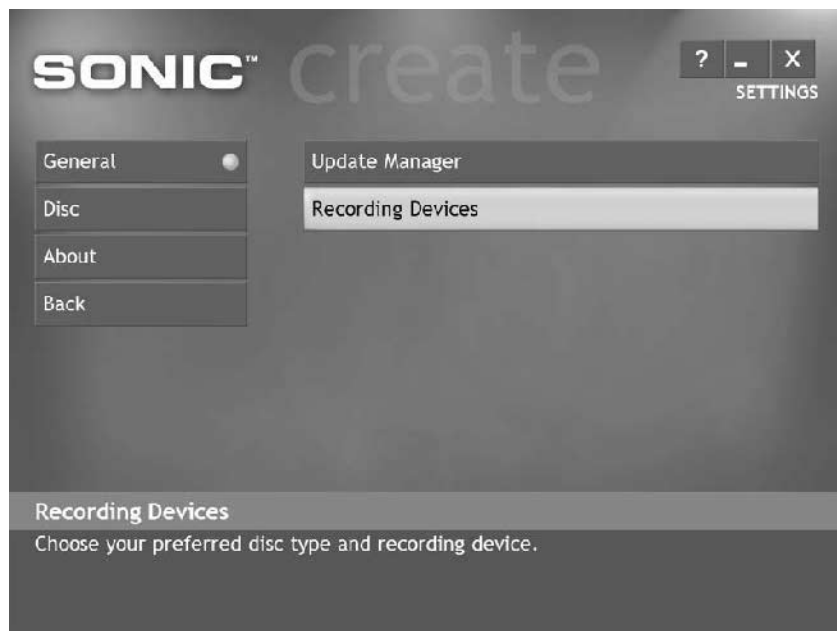 SONIC™ create
? - X
SETTINGS
General
Disc
About
Back
Update Manager
Recording Devices
Recording Devices
Choose your preferred disc type and recording device.